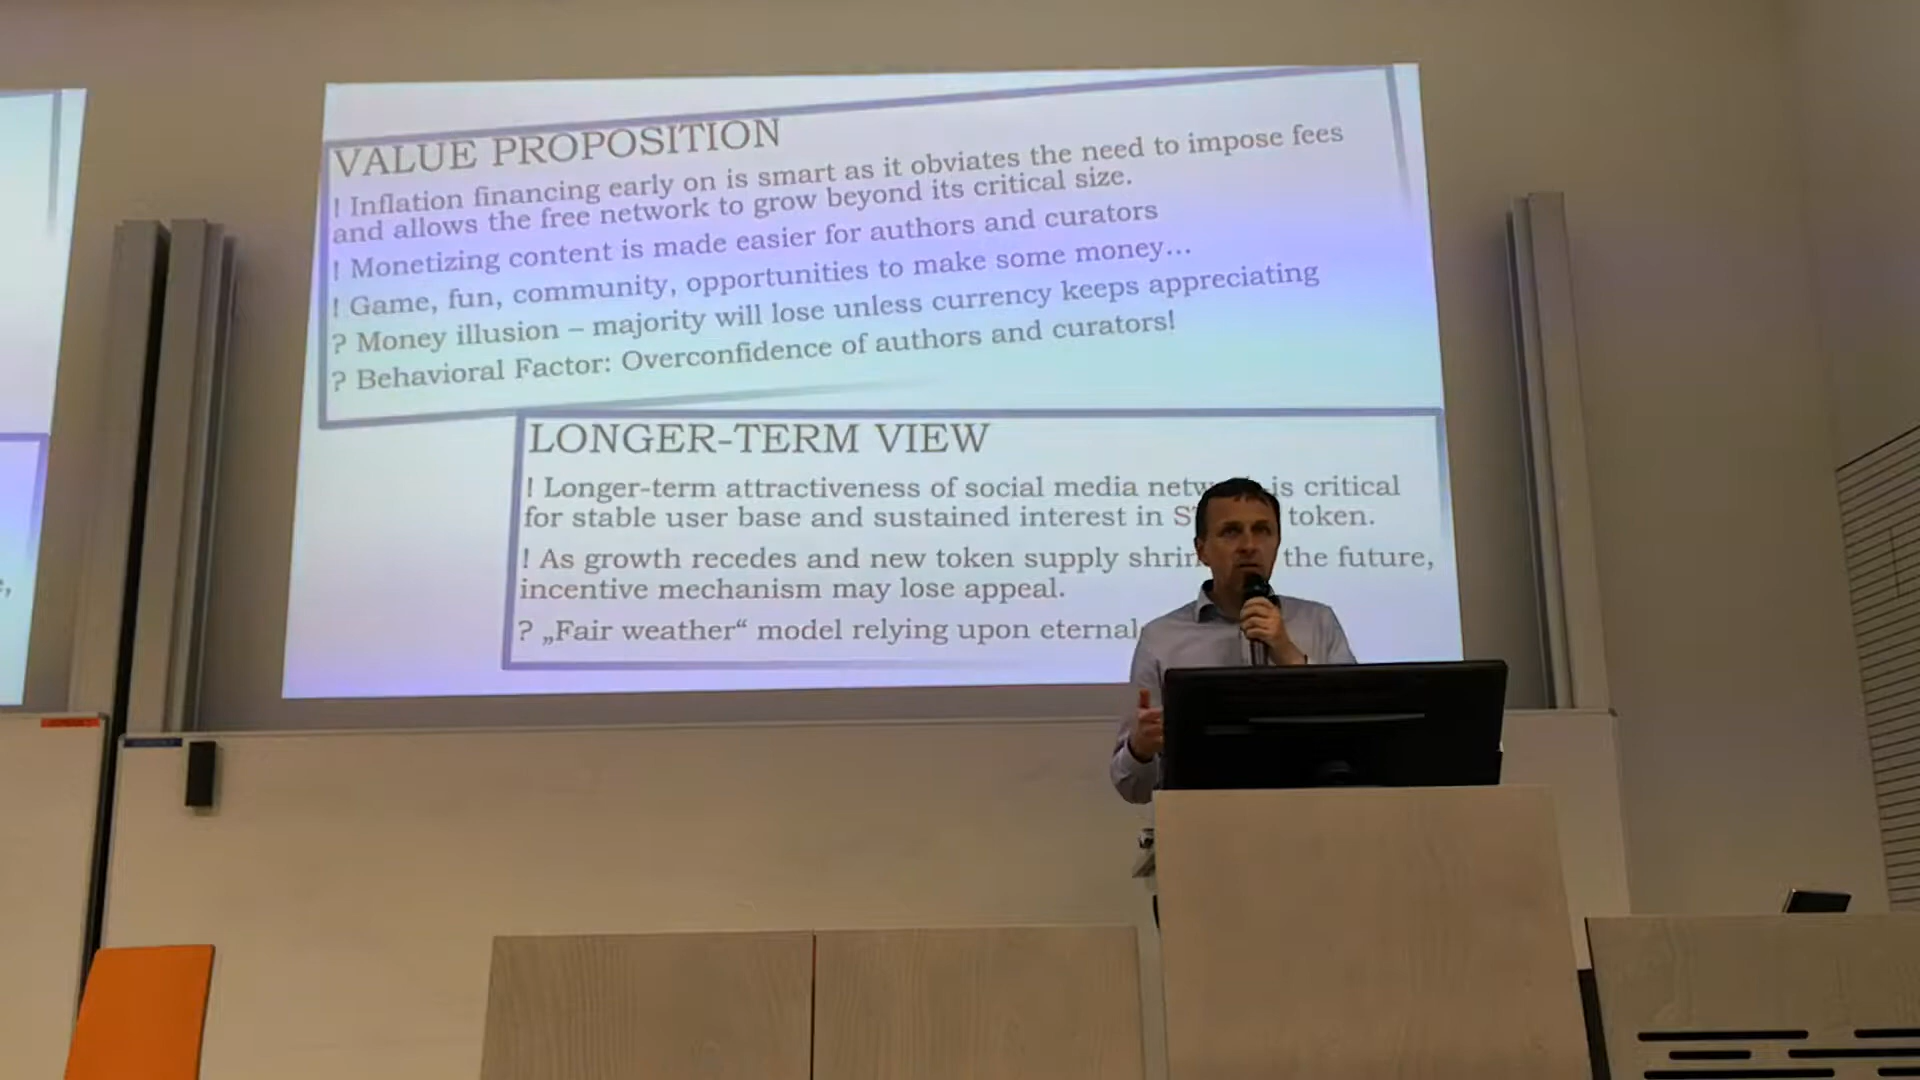 VALUE PROPOSITION
! Inflation financing early on is smart as it obviates the need to impose fees
and allows the free network to grow beyond its critical size.
! Monetizing content is made easier for authors and curators
! Game, fun, community, opportunities to make some money...
? Money illusion – majority will lose unless currency keeps appreciating
? Behavioral Factor: Overconfidence of authors and curators!
LONGER-TERM VIEW
! Longer-term attractiveness of social media is critical
for stable user base and sustained interest in token.
! As growth recedes and new token supply the future,
incentive mechanism may lose appeal.
? „Fair weather“ model relying upon eternal